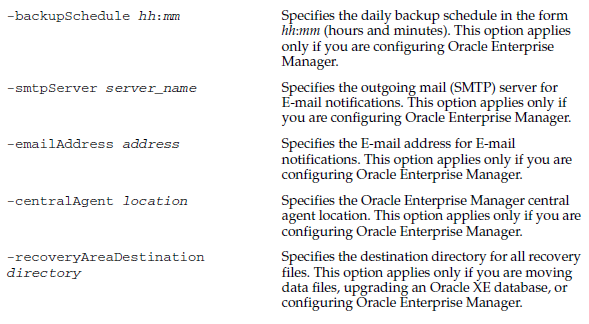 -backupSchedule hh:mm
Specifies the daily backup schedule in the form
hh:mm (hours and minutes). This option applies
only if you are configuring Oracle Enterprise
Manager.
-smtpServer server_name
Specifies the outgoing mail (SMTP) server for
E-mail notifications. This option applies only if
you are configuring Oracle Enterprise Manager.
-emailAddress address
Specifies the E-mail address for E-mail
notifications. This option applies only if you are
configuring Oracle Enterprise Manager.
-centralAgent location
Specifies the Oracle Enterprise Manager central
agent location. This option applies only if you are
configuring Oracle Enterprise Manager.
-recoveryAreaDestination
directory
Specifies the destination directory for all recovery
files. This option applies only if you are moving
data files, upgrading an Oracle XE database, or
configuring Oracle Enterprise Manager.